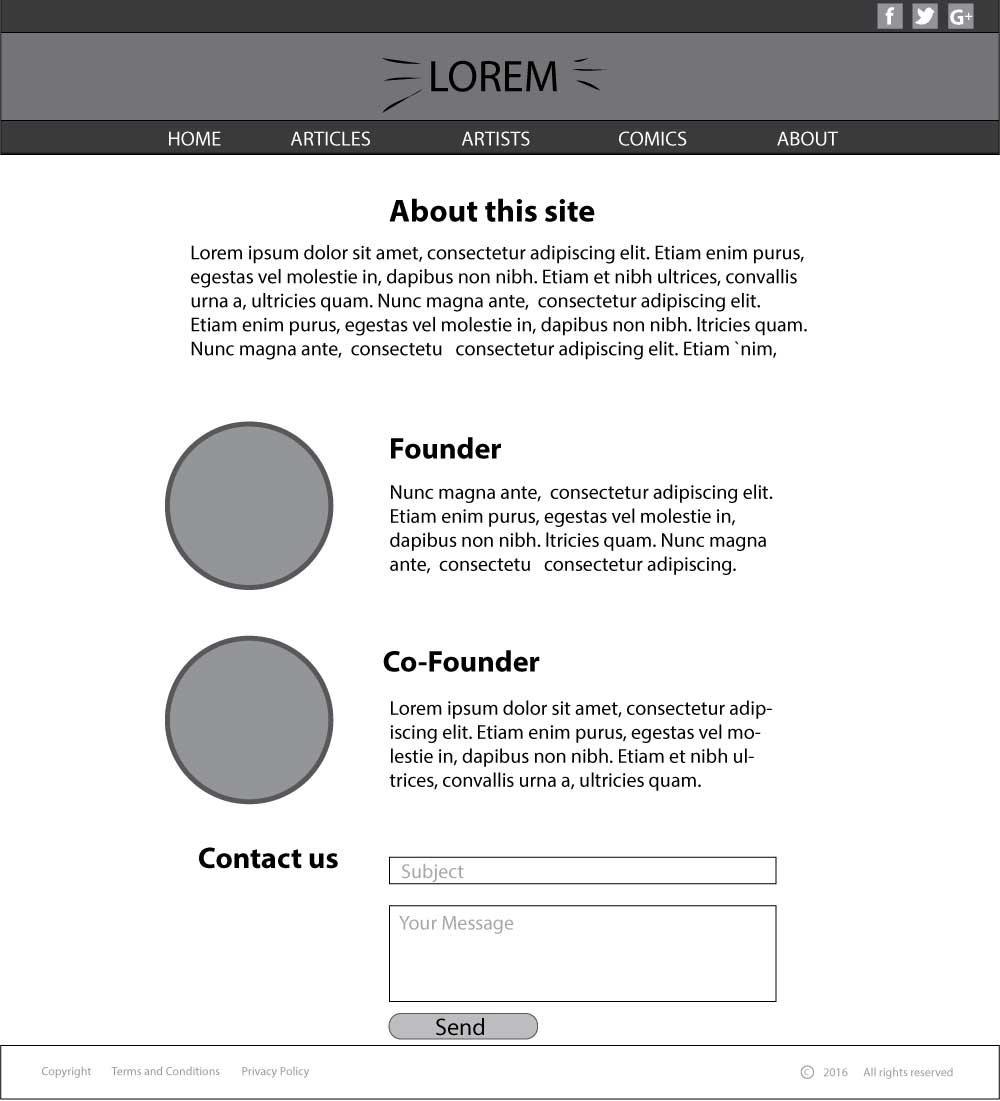 f G+
LOREM
HOME ARTICLES ARTISTS COMICS ABOUT
About this site
Lorem ipsum dolor sit amet, consectetur adipiscing elit. Etiam enim purus,
egestas vel molestie in, dapibus non nibh. Etiam et nibh ultrices, convallis
urna a, ultricies quam. Nunc magna ante,  consectetur adipiscing elit.
Etiam enim purus, egestas vel molestie in, dapibus non nibh. ltricies quam.
Nunc magna ante,  consectetu   consectetur adipiscing elit. Etiam `nim,
Founder
Nunc magna ante,  consectetur adipiscing elit.
Etiam enim purus, egestas vel molestie in,
dapibus non nibh. ltricies quam. Nunc magna
ante,  consectetu   consectetur adipiscing.
Co-Founder
Lorem ipsum dolor sit amet, consectetur adip-
iscing elit. Etiam enim purus, egestas vel mo-
lestie in, dapibus non nibh. Etiam et nibh ul-
trices, convallis urna a, ultricies quam.
Contact us
Subject
Your Message
Send
Copyright Terms and Conditions Privacy Policy © 2016 All rights reserved